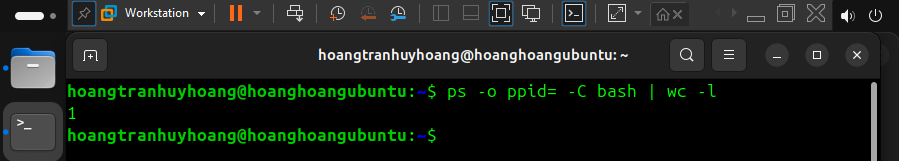 Workstation
hoangtranhuyhoang@hoanghoangubuntu: ~
hoangtranhuyhoang@hoanghoangubuntu:~$ ps -o ppid= -C bash | wc -l
1
hoangtranhuyhoang@hoanghoangubuntu:~$